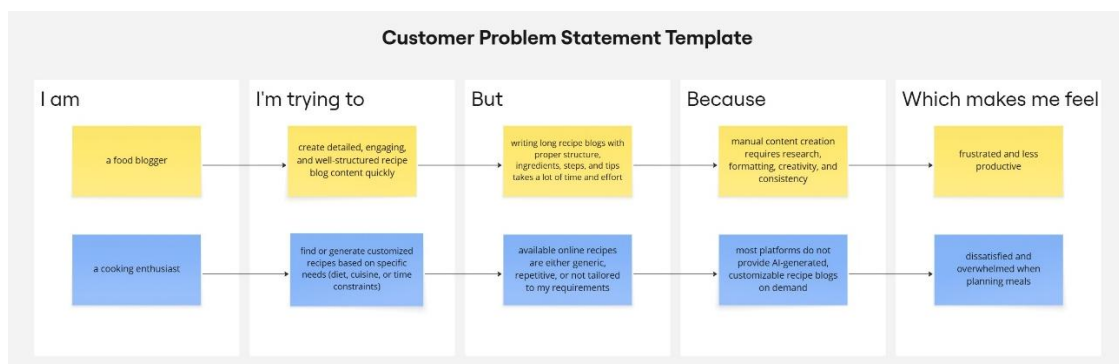 Customer Problem Statement Template
I am
I'm trying to
But
Because
Which makes me feel
a food blogger
create detailed, engaging,
and well-structured recipe
blog content quickly
writing long recipe blogs with
proper structure,
ingredients, steps, and tips
takes a lot of time and effort
manual content creation
requires research,
formatting, creativity, and
consistency
frustrated and less
productive
a cooking enthusiast
find or generate customized
recipes based on specific
needs (diet, cuisine, or time
constraints)
available online recipes
are either generic,
repetitive, or not tailored
to my requirements
most platforms do not
provide AI-generated,
customizable recipe blogs
on demand
dissatisfied and
overwhelmed when
planning meals